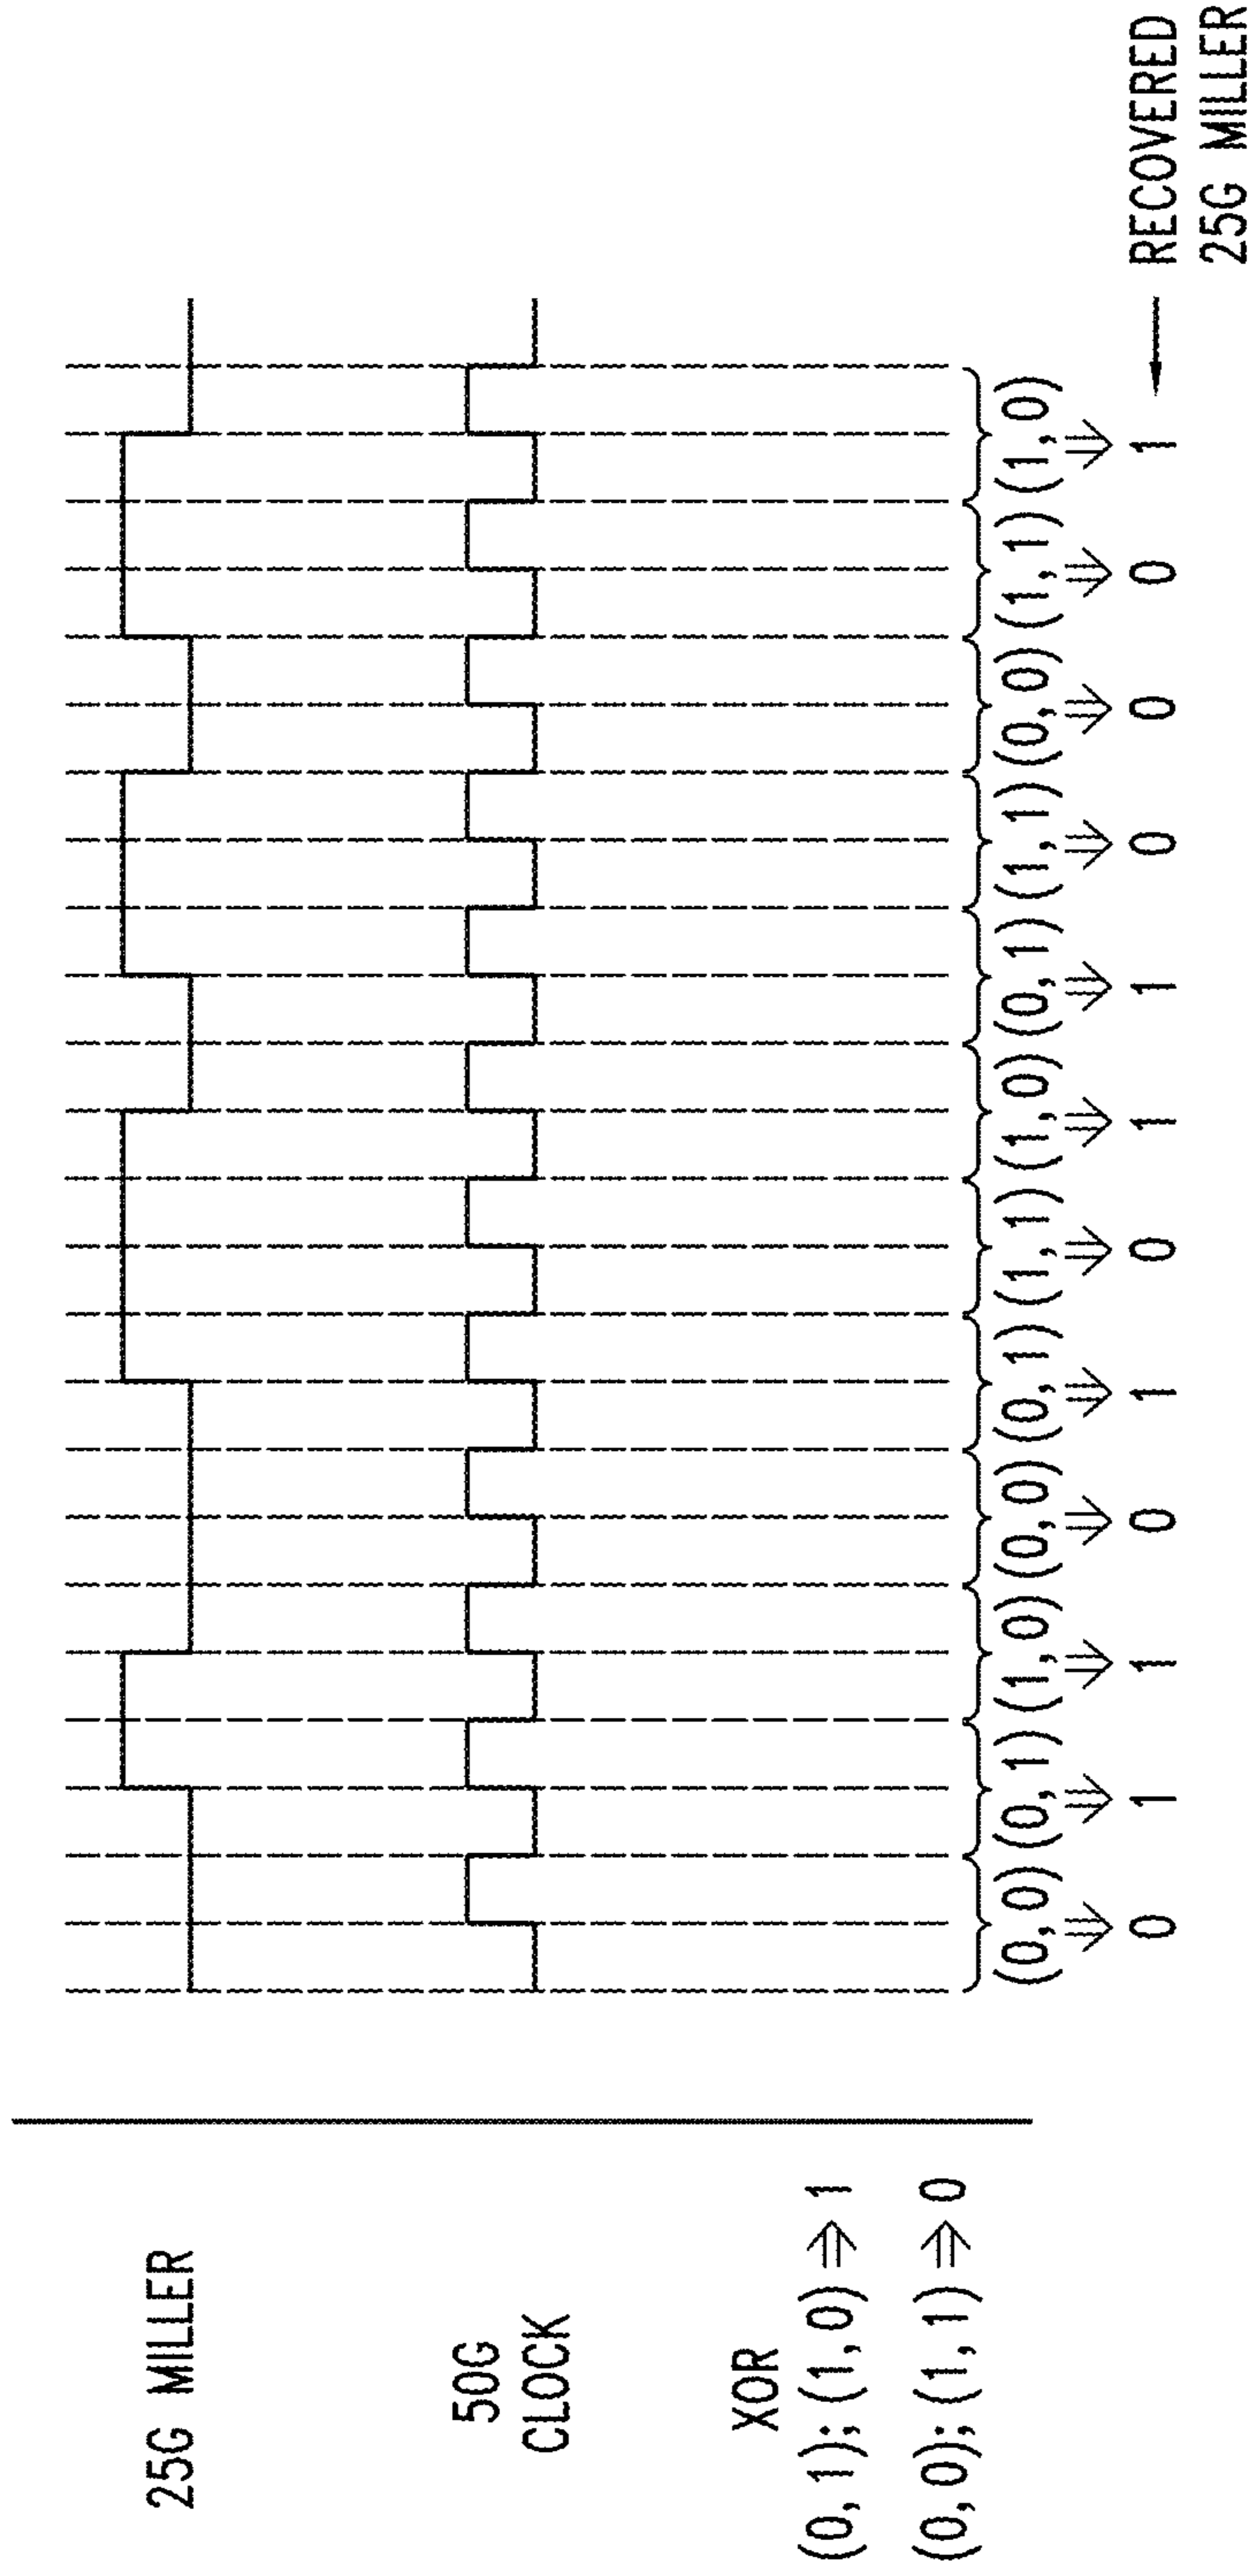 25G MILLER
50G
CLOCK
XOR
(0,1);(1,0)⇒1
(0,0);(1,1)⇒0
(0,0)(0,1)(1,0)(0,0)(0,1)(1,1)(1,0)(0,1)(1,1)(0,0)(1,1)(1,0)
⇒ ⇒ ⇒ ⇒ ⇒ ⇒ ⇒ ⇒ ⇒ ⇒ ⇒ ⇒
0 1 1 0 1 0 1 1 0 0 0 1
RECOVERED
25G MILLER